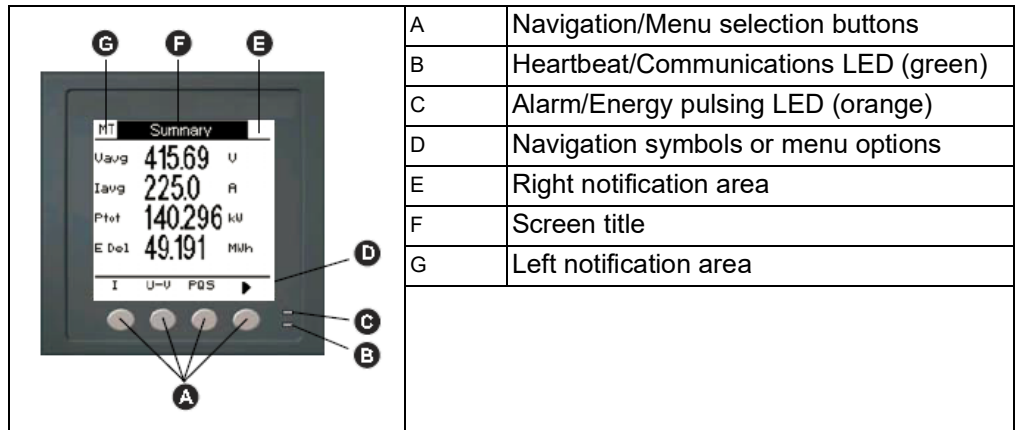 G F E
MT Summary
Vavg 415.69 V
Iavg 225.0 A
Ptot 140.296 kW
E Del 49.191 MWh
I U-V PQS
D
C
B
A
A Navigation/Menu selection buttons
B Heartbeat/Communications LED (green)
C Alarm/Energy pulsing LED (orange)
D Navigation symbols or menu options
E Right notification area
F Screen title
G Left notification area